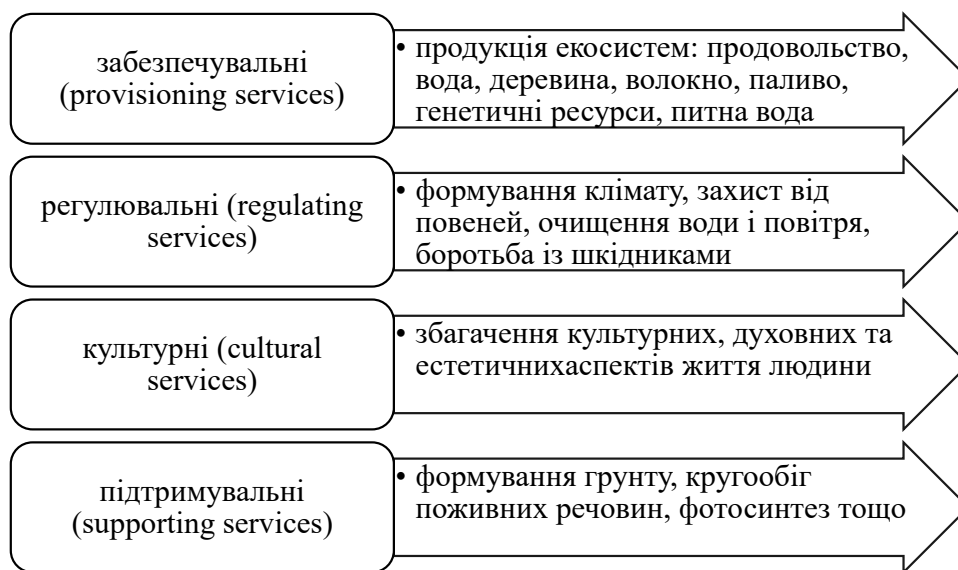 забезпечувальні
(provisioning services)
• продукція екосистем: продовольство,
вода, деревина, волокно, паливо,
генетичні ресурси, питна вода
регулювальні (regulating
services)
• формування клімату, захист від
повеней, очищення води і повітря,
боротьба із шкідниками
культурні (cultural
services)
• збагачення культурних, духовних та
естетичнихаспектів життя людини
підтримувальні
(supporting services)
• формування грунту, кругообіг
поживних речовин, фотосинтез тощо